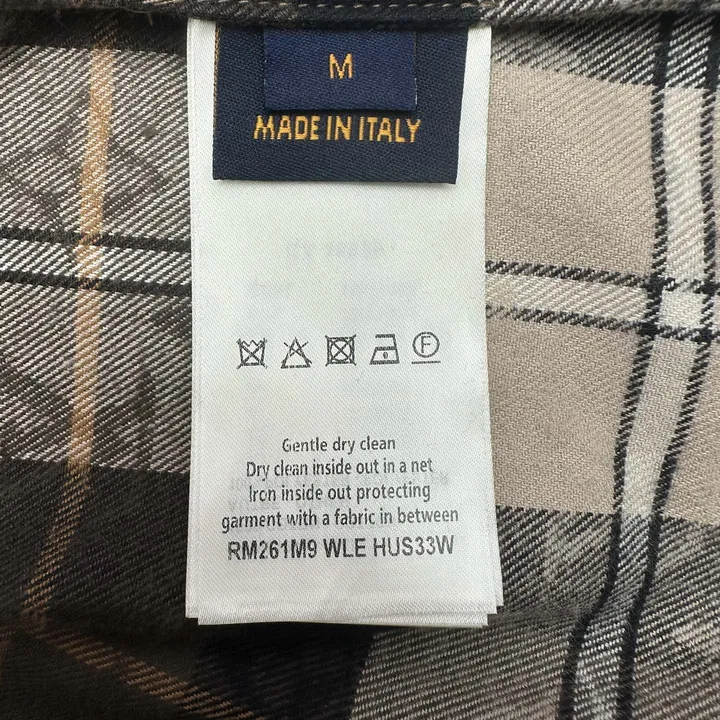 M
MADE IN ITALY
F
Gentle dry clean
Dry clean inside out in a net
Iron inside out protecting
garment with a fabric in between
RM261M9 WLE HUS33W